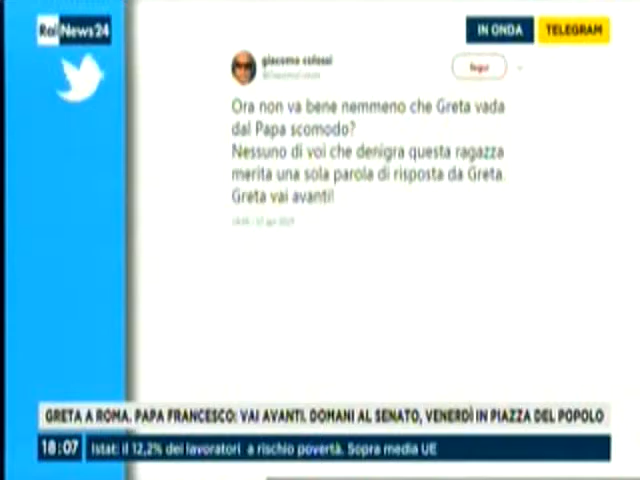 Rai News24
IN ONDA
TELEGRAM
giacomo colossi
Segui
Ora non va bene nemmeno che Greta vada
dal Papa scomodo?
Nessuno di voi che denigra questa ragazza
merita una sola parola di risposta da Greta.
Greta vai avanti!
GRETA A ROMA. PAPA FRANCESCO: VAI AVANTI. DOMANI AL SENATO, VENERDÌ IN PIAZZA DEL POPOLO
18:07
Istat: il 12,2% dei lavoratori a rischio povertà. Sopra media UE